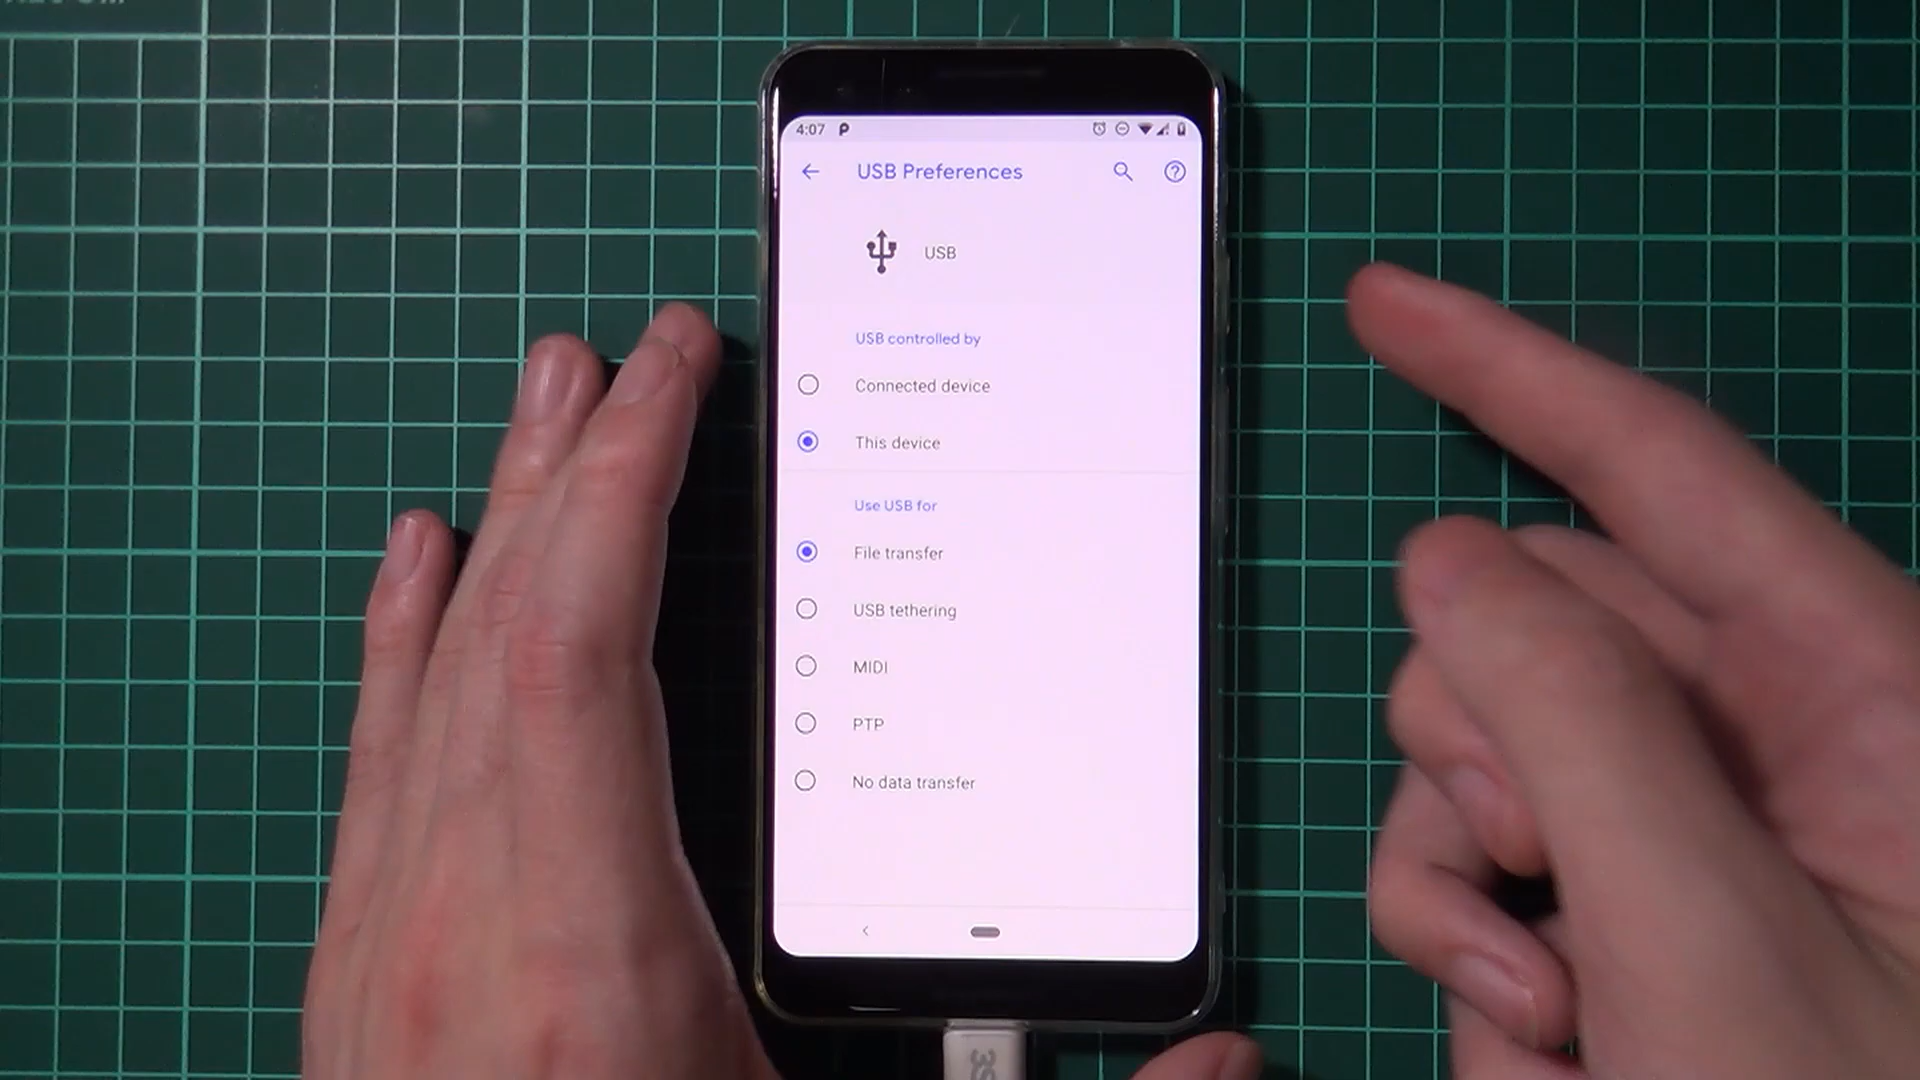 4:07
USB Preferences
USB
USB controlled by
Connected device
This device
Use USB for
File transfer
USB tethering
MIDI
PTP
No data transfer